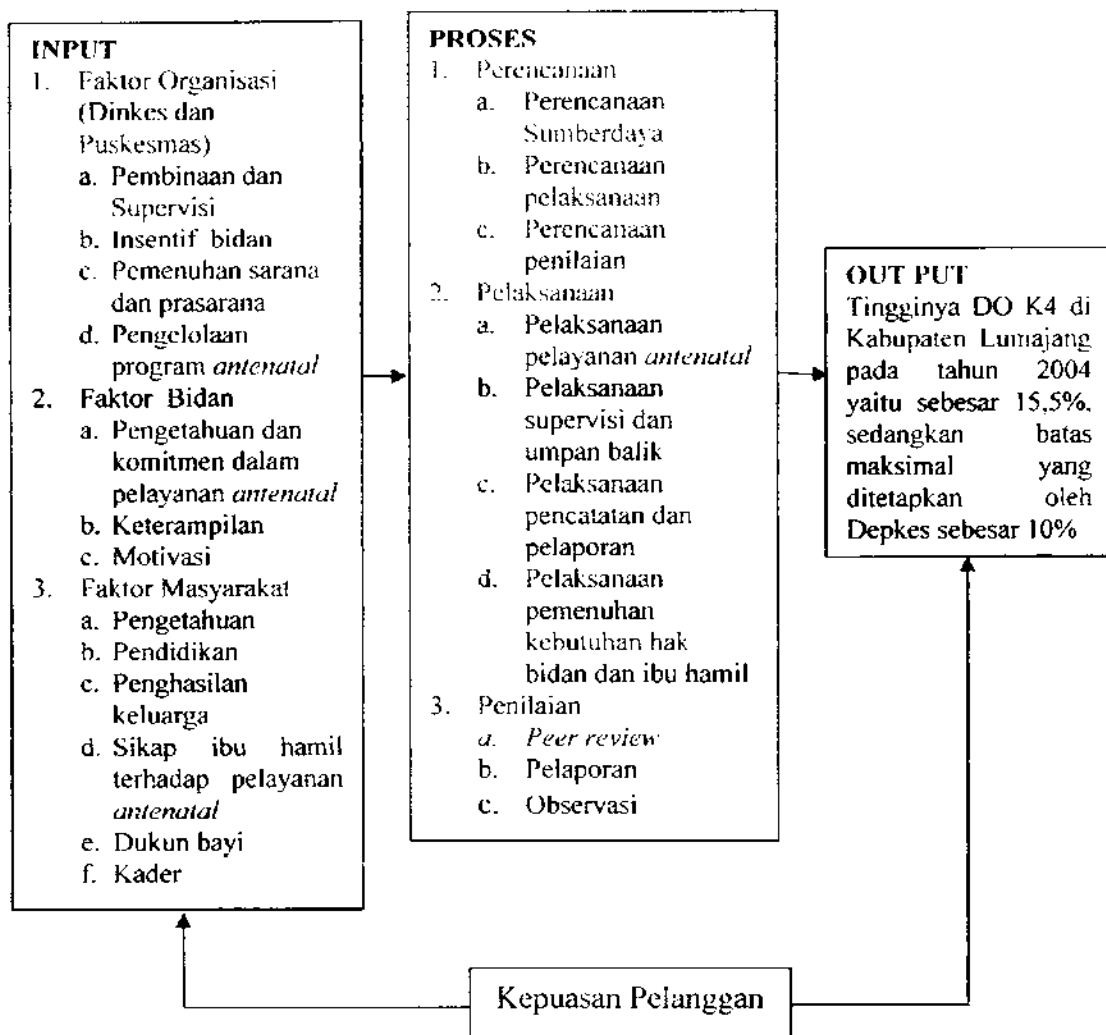 INPUT
1. Faktor Organisasi
(Dinkes dan
Puskesmas)
a. Pembinaan dan
Supervisi
b. Insentif bidan
c. Pemenuhan sarana
dan prasarana
d. Pengelolaan
program antenatal
2. Faktor Bidan
a. Pengetahuan dan
komitmen dalam
pelayanan antenatal
b. Keterampilan
c. Motivasi
3. Faktor Masyarakat
a. Pengetahuan
b. Pendidikan
c. Penghasilan
keluarga
d. Sikap ibu hamil
terhadap pelayanan
antenatal
e. Dukun bayi
f. Kader
PROSES
1. Perencanaan
a. Perencanaan
Sumberdaya
b. Perencanaan
pelaksanaan
c. Perencanaan
penilaian
2. Pelaksanaan
a. Pelaksanaan
pelayanan antenatal
b. Pelaksanaan
supervisi dan
umpan balik
c. Pelaksanaan
pencatatan dan
pelaporan
d. Pelaksanaan
pemenuhan
kebutuhan hak
bidan dan ibu hamil
3. Penilaian
a. Peer review
b. Pelaporan
c. Observasi
OUT PUT
Tingginya DO K4 di
Kabupaten Lumajang
pada tahun 2004
yaitu sebesar 15,5%,
sedangkan batas
maksimal yang
ditetapkan oleh
Depkes sebesar 10%
Kepuasan Pelanggan